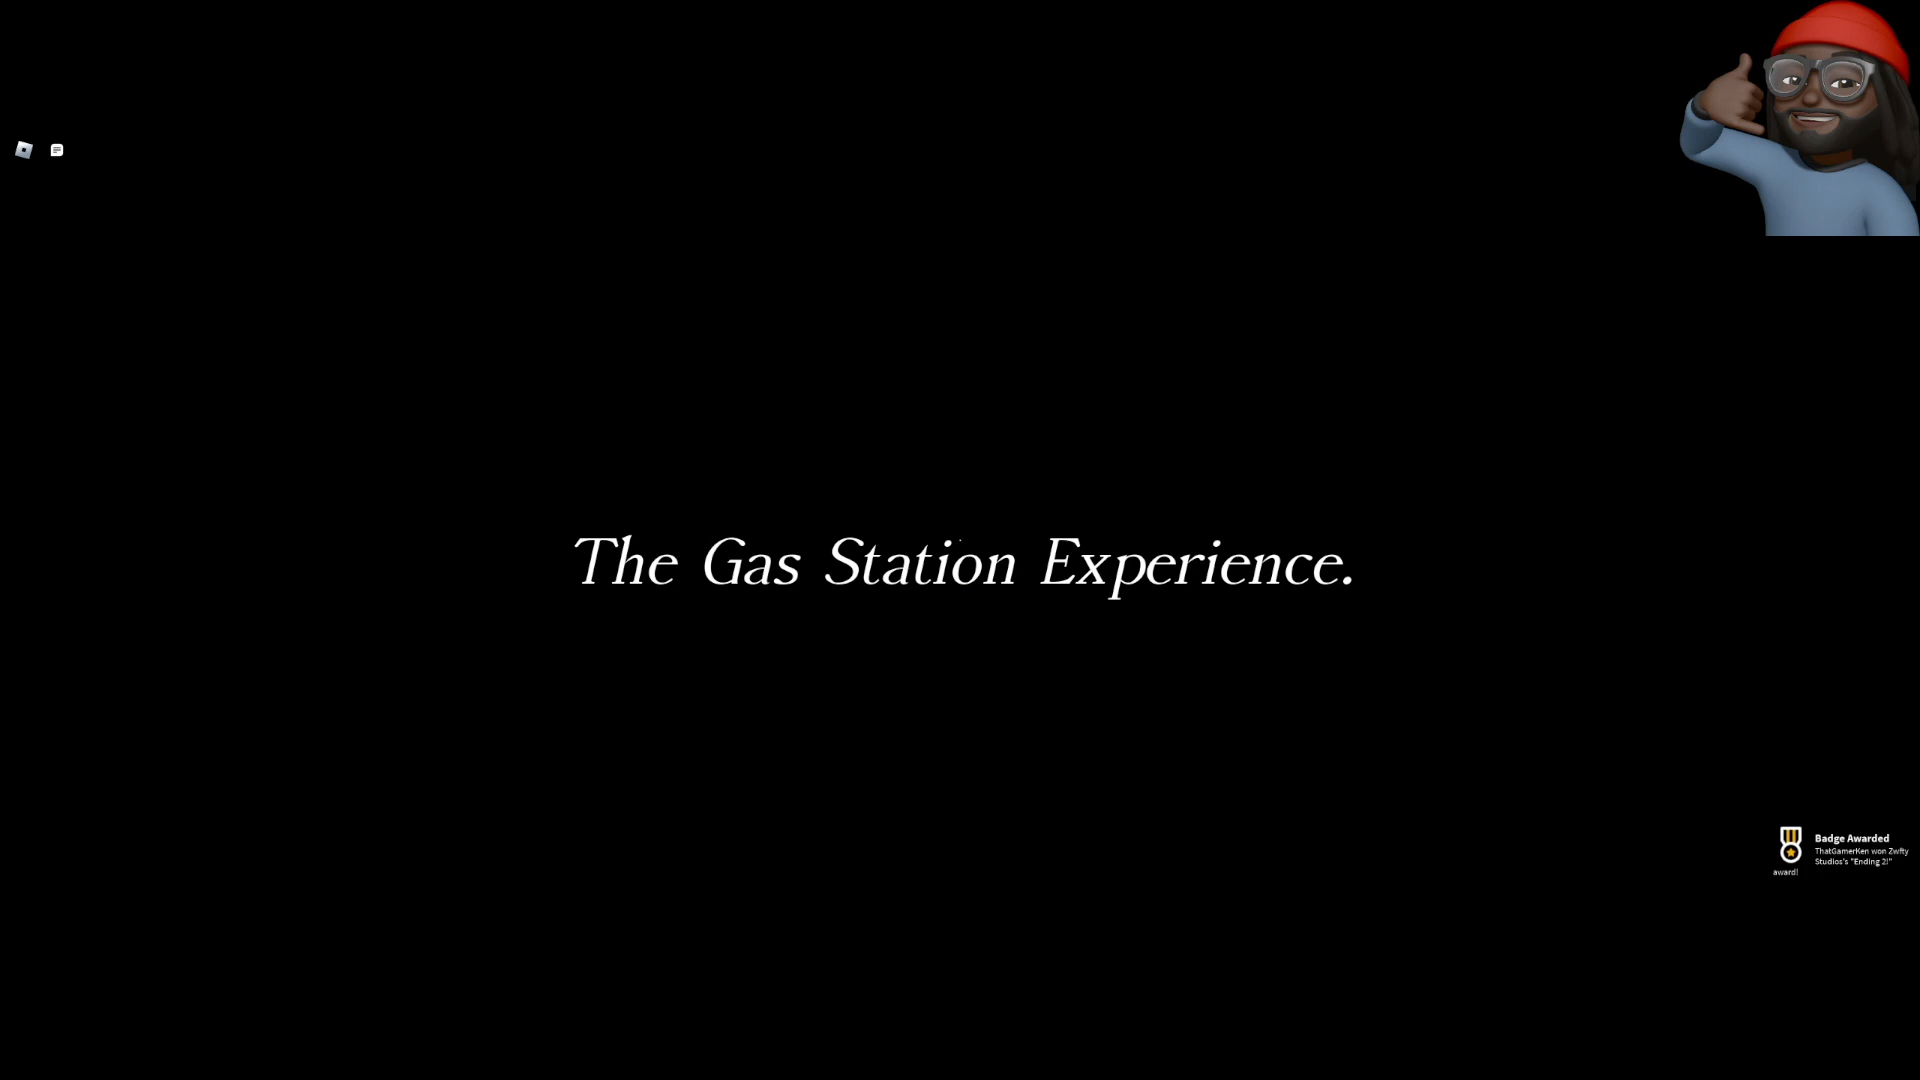 The Gas Station Experience.
Badge Awarded
ThatGamerKen won Zwfty
Studios's "Ending 2!"
award!